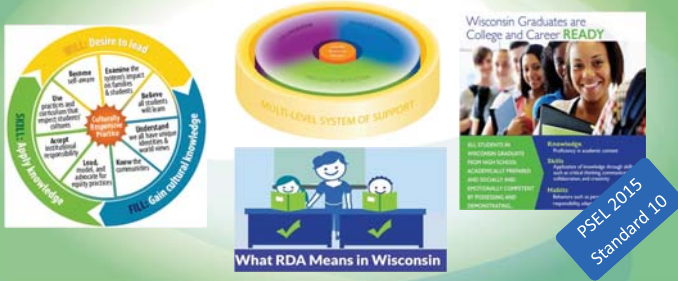 WILL: Desire to lead
FILL: Gain cultural knowledge
SKILL: Apply knowledge
Become
self-aware
Examine the
system's impact
on families
& students
Believe
all students
will learn
Understand
we all have unique
identities &
world views
Know the
communities
Lead,
model, and
advocate for
equity practices
Accept
institutional
responsibility
Use
practices and
curriculum that
respect students'
cultures
Culturally
Responsive
Practice
MULTI-LEVEL SYSTEM OF SUPPORT
What RDA Means in Wisconsin
Wisconsin Graduates are
College and Career READY
ALL STUDENTS IN
WISCONSIN GRADUATE
FROM HIGH SCHOOL
ACADEMICALLY PREPARED
AND SOCIALLY AND
EMOTIONALLY COMPETENT
BY POSSESSING AND
DEMONSTRATING...
Knowledge
Proficiency in academic content
Skills
Application of knowledge through
such as critical thinking,
collaboration, and creativity
Habits
Behaviors such as
responsibility,
PSEL 2015
Standard 10